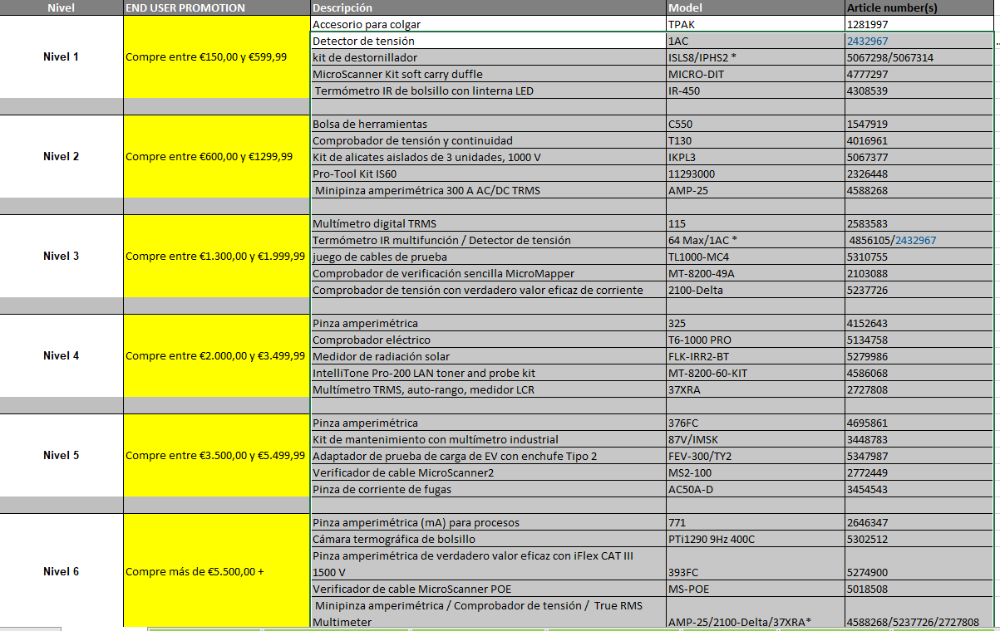 Nivel END USER PROMOTION Descripción Model Article number(s)
Accesorio para colgar TPAK 1281997
Detector de tensión 1AC 2432967
Nivel 1 Compre entre €150,00 y €599,99 kit de destornillador ISLS8/IPHS2 * 5067298/5067314
MicroScanner Kit soft carry duffle MICRO-DIT 4777297
Termómetro IR de bolsillo con linterna LED IR-450 4308539
Bolsa de herramientas C550 1547919
Comprobador de tensión y continuidad T130 4016961
Nivel 2 Compre entre €600,00 y €1299,99 Kit de alicates aislados de 3 unidades, 1000 V IKPL3 5067377
Pro-Tool Kit IS60 11293000 2326448
Minipinza amperimétrica 300 A AC/DC TRMS AMP-25 4588268
Multímetro digital TRMS 115 2583583
Termómetro IR multifunción / Detector de tensión 64 Max/1AC * 4856105/2432967
Nivel 3 Compre entre €1.300,00 y €1.999,99 juego de cables de prueba TL1000-MC4 5310755
Comprobador de verificación sencilla MicroMapper MT-8200-49A 2103088
Comprobador de tensión con verdadero valor eficaz de corriente 2100-Delta 5237726
Pinza amperimétrica 325 4152643
Comprobador eléctrico T6-1000 PRO 5134758
Nivel 4 Compre entre €2.000,00 y €3.499,99 Medidor de radiación solar FLK-IRR2-BT 5279986
IntelliTone Pro-200 LAN toner and probe kit MT-8200-60-KIT 4586068
Multímetro TRMS, auto-rango, medidor LCR 37XRA 2727808
Pinza amperimétrica 376FC 4695861
Kit de mantenimiento con multímetro industrial 87V/IMSK 3448783
Nivel 5 Compre entre €3.500,00 y €5.499,99 Adaptador de prueba de carga de EV con enchufe Tipo 2 FEV-300/TY2 5347987
Verificador de cable MicroScanner2 MS2-100 2772449
Pinza de corriente de fugas AC50A-D 3454543
Pinza amperimétrica (mA) para procesos 771 2646347
Cámara termográfica de bolsillo PTi1290 9Hz 400C 5302512
Pinza amperimétrica de verdadero valor eficaz con iFlex CAT III
Nivel 6 Compre más de €5.500,00 + 1500 V 393FC 5274900
Verificador de cable MicroScanner POE MS-POE 5018508
Minipinza amperimétrica / Comprobador de tensión / True RMS
Multimeter AMP-25/2100-Delta/37XRA* 4588268/5237726/2727808